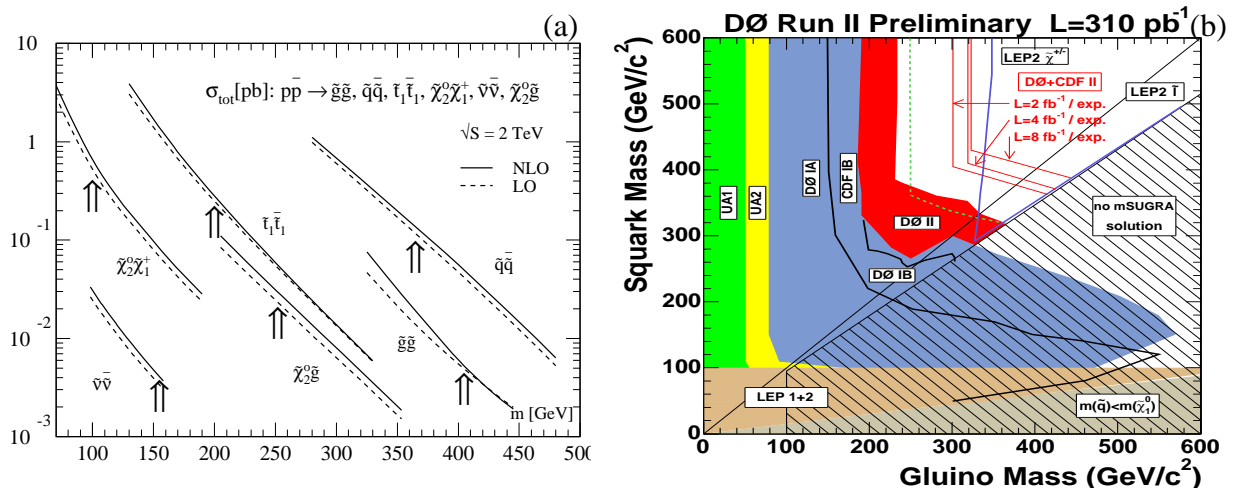 (a)
10
1
10⁻¹
10⁻²
10⁻³
σtot[pb]: pp̄ → g̃g̃, q̃q̃̄, t̃₁t̃̄₁, χ̃₂ᵒχ̃₁⁺, ν̃ν̃̄, χ̃₂ᵒg̃
√S = 2 TeV
NLO
LO
χ̃₂ᵒχ̃₁⁺
t̃₁t̃̄₁
q̃q̃̄
ν̃ν̃̄
χ̃₂ᵒg̃
g̃g̃
m [GeV]
100 150 200 250 300 350 400 450 500
DØ Run II Preliminary L=310 pb⁻¹
(b)
Squark Mass (GeV/c²)
600
500
400
300
200
100
0
UA1
UA2
DØ IA
CDF IB
DØ II
DØ IB
LEP2 χ̃⁺/⁻
LEP2 l̃
DØ+CDF II
L=2 fb⁻¹/ exp.
L=4 fb⁻¹/ exp.
L=8 fb⁻¹/ exp.
no mSUGRA
solution
LEP 1+2
m(q̃)<m(χ̃₁⁰)
0 100 200 300 400 500 600
Gluino Mass (GeV/c²)